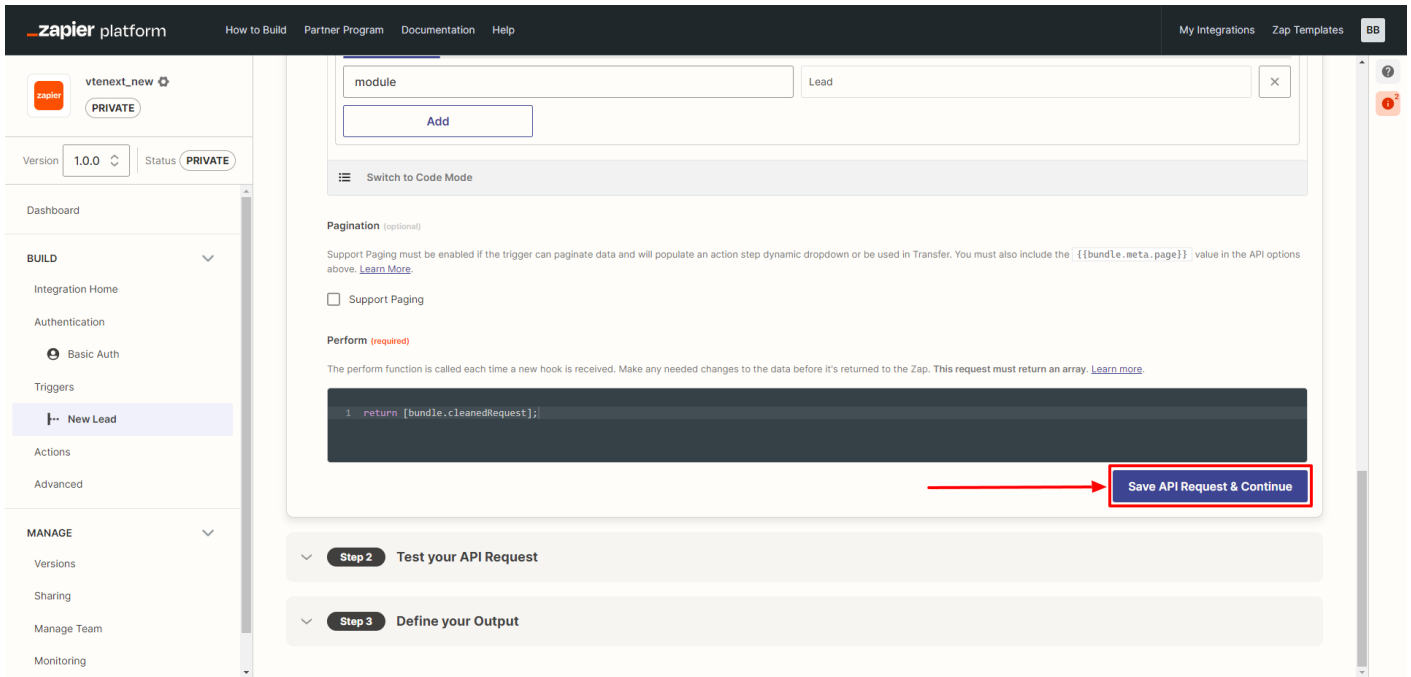 zapier platform
How to Build
Partner Program
Documentation
Help
My Integrations
Zap Templates
BB
zapier
vtenext_new
PRIVATE
Version
1.0.0
Status
PRIVATE
Dashboard
BUILD
Integration Home
Authentication
Basic Auth
Triggers
New Lead
Actions
Advanced
MANAGE
Versions
Sharing
Manage Team
Monitoring
module
Lead
Add
Switch to Code Mode
Pagination (optional)
Support Paging must be enabled if the trigger can paginate data and will populate an action step dynamic dropdown or be used in Transfer. You must also include the {{bundle.meta.page}} value in the API options
above. Learn More.
Support Paging
Perform (required)
The perform function is called each time a new hook is received. Make any needed changes to the data before it's returned to the Zap. This request must return an array. Learn more.
1 return [bundle.cleanedRequest];
Save API Request & Continue
Step 2 Test your API Request
Step 3 Define your Output
2